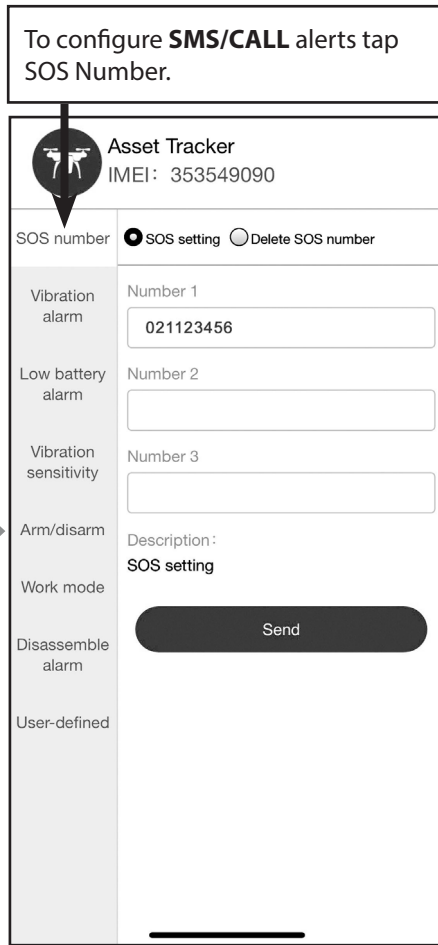 To configure SMS/CALL alerts tap
SOS Number.
Asset Tracker
IMEI: 353549090
SOS number
SOS setting
Delete SOS number
Vibration
alarm
Low battery
alarm
Vibration
sensitivity
Arm/disarm
Work mode
Disassemble
alarm
User-defined
Number 1
021123456
Number 2
Number 3
Description:
SOS setting
Send